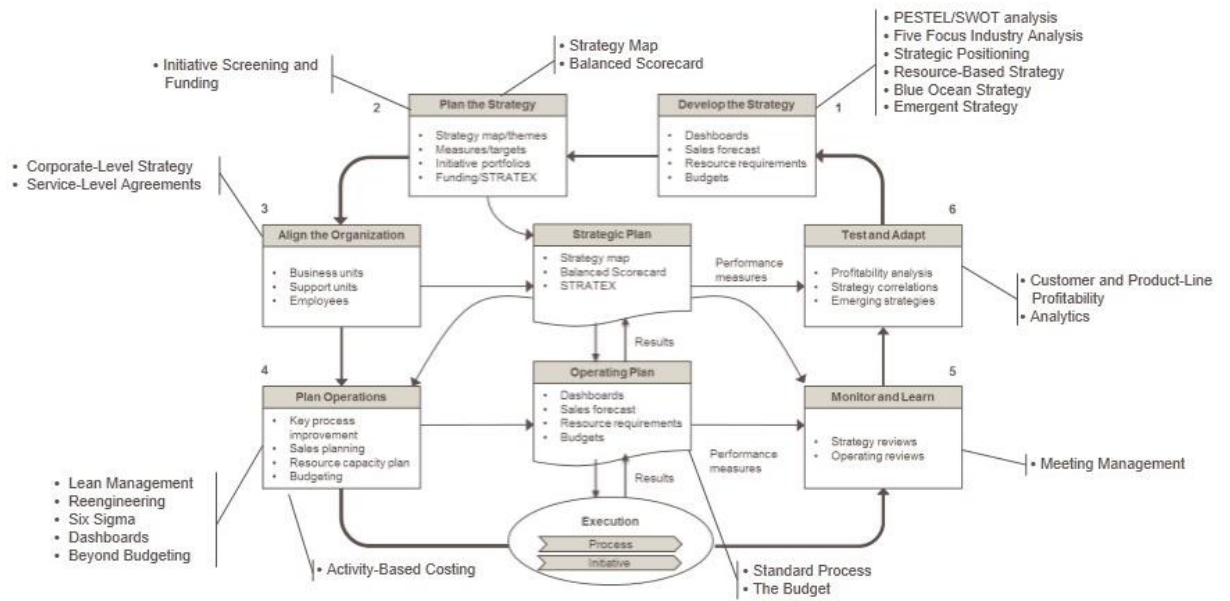 • PESTEL/SWOT analysis
• Five Focus Industry Analysis
• Strategic Positioning
• Resource-Based Strategy
• Blue Ocean Strategy
• Emergent Strategy
• Strategy Map
• Balanced Scorecard
• Initiative Screening and
Funding
2
Plan the Strategy
• Strategy map/themes
• Measures/targets
• Initiative portfolios
• Funding/STRATEX
Develop the Strategy
1
• Dashboards
• Sales forecast
• Resource requirements
• Budgets
• Corporate-Level Strategy
• Service-Level Agreements
3
Align the Organization
• Business units
• Support units
• Employees
Strategic Plan
• Strategy map
• Balanced Scorecard
• STRATEX
Performance
measures
6
Test and Adapt
• Profitability analysis
• Strategy correlations
• Emerging strategies
• Customer and Product-Line
Profitability
• Analytics
Results
4
Plan Operations
• Key process
improvement
• Sales planning
• Resource capacity plan
• Budgeting
Operating Plan
• Dashboards
• Sales forecast
• Resource requirements
• Budgets
Performance
measures
5
Monitor and Learn
• Strategy reviews
• Operating reviews
• Meeting Management
Results
• Lean Management
• Reengineering
• Six Sigma
• Dashboards
• Beyond Budgeting
• Activity-Based Costing
Execution
Process
Initiative
• Standard Process
• The Budget